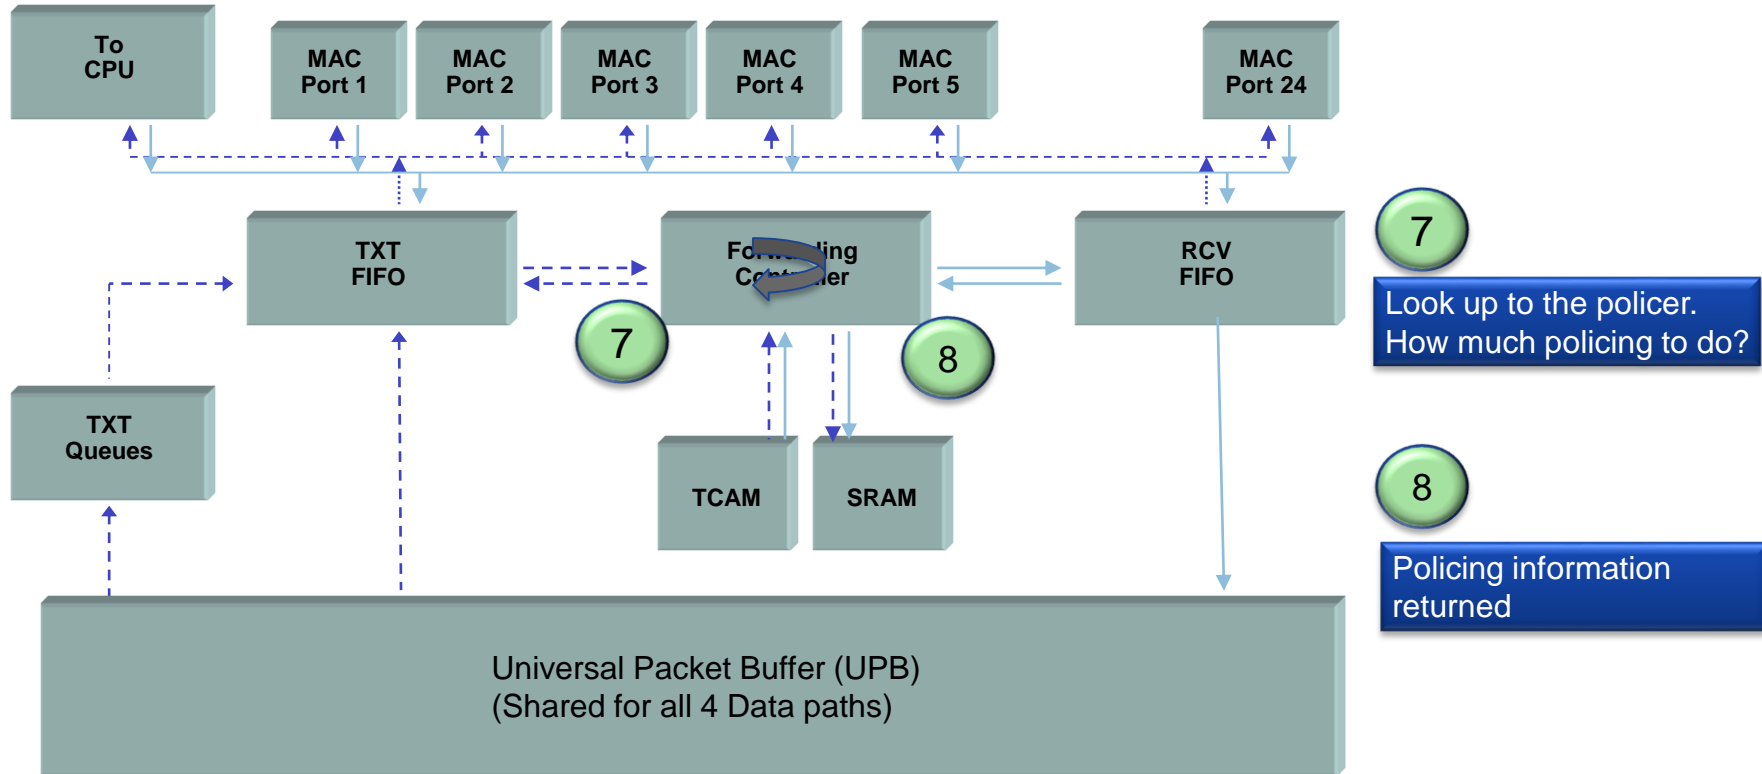 To
CPU
MAC
Port 1
MAC
Port 2
MAC
Port 3
MAC
Port 4
MAC
Port 5
MAC
Port 24
TXT
FIFO
Forwarding
Controller
RCV
FIFO
7
Look up to the policer.
How much policing to do?
7
8
TXT
Queues
TCAM
SRAM
8
Policing information
returned
Universal Packet Buffer (UPB)
(Shared for all 4 Data paths)